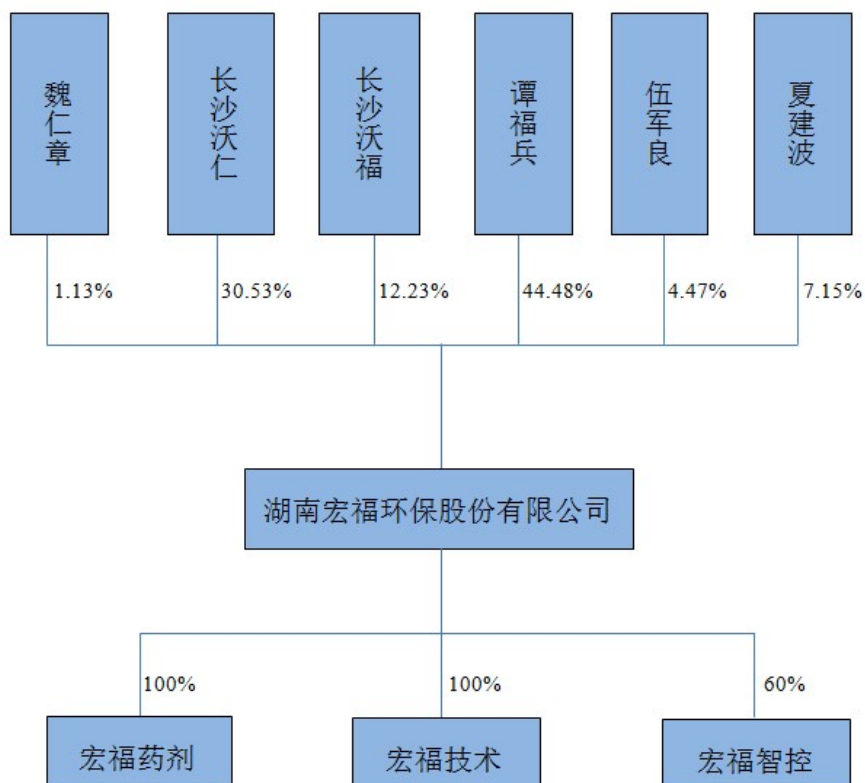 魏仁章
长沙沃仁
长沙沃福
谭福兵
伍军良
夏建波
1.13%
30.53%
12.23%
44.48%
4.47%
7.15%
湖南宏福环保股份有限公司
100%
100%
60%
宏福药剂
宏福技术
宏福智控